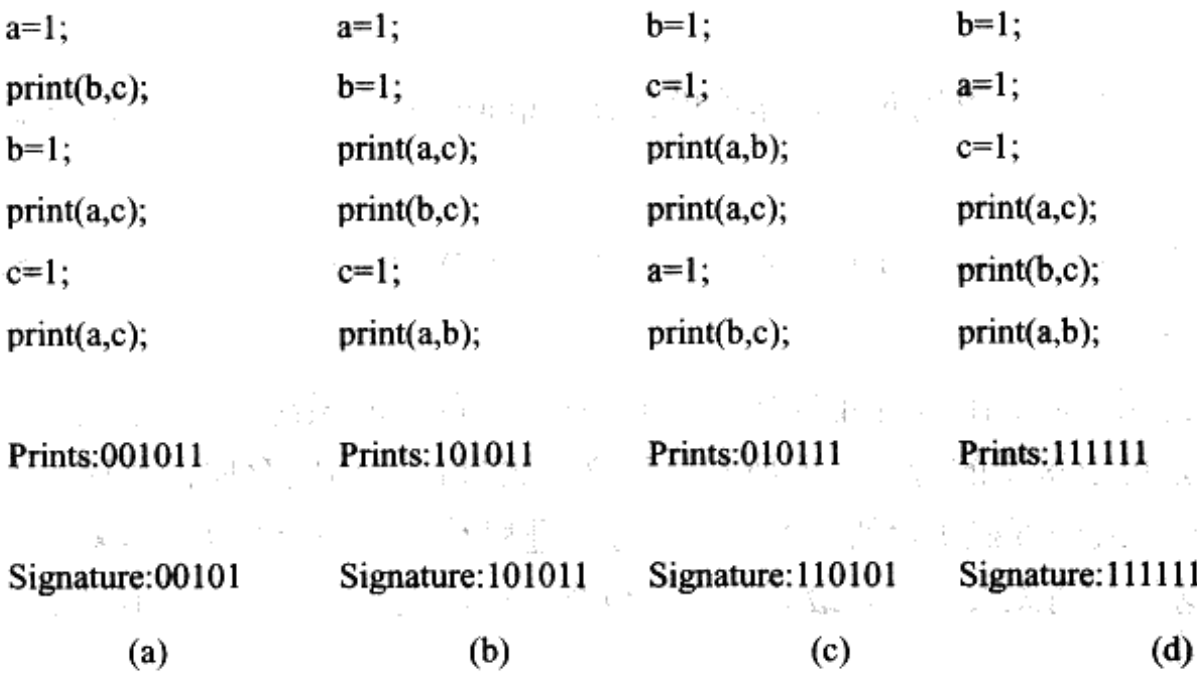 a=1; a=1; b=1; b=1;
print(b,c); b=1; c=1; a=1;
b=1; print(a,c); print(a,b); c=1;
print(a,c); print(b,c); print(a,c); print(a,c);
c=1; c=1; a=1; print(b,c);
print(a,c); print(a,b); print(b,c); print(a,b);
Prints:001011 Prints:101011 Prints:010111 Prints:111111
Signature:00101 Signature:101011 Signature:110101 Signature:111111
(a) (b) (c) (d)